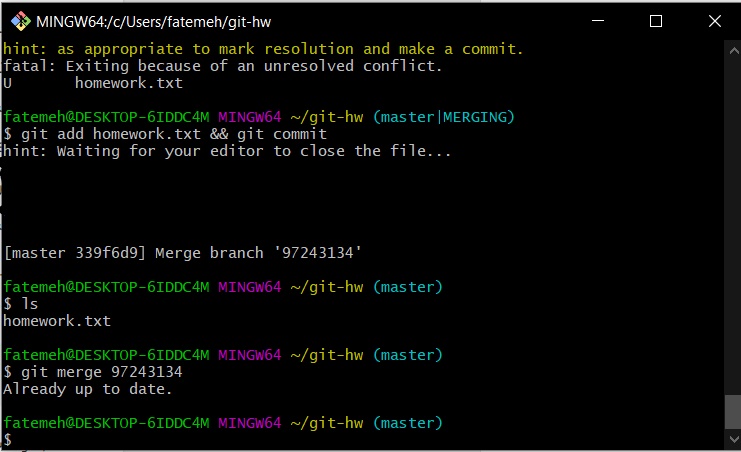 MINGW64:/c/Users/fatemeh/git-hw
hint: as appropriate to mark resolution and make a commit.
fatal: Exiting because of an unresolved conflict.
U       homework.txt
fatemeh@DESKTOP-6IDDC4M MINGW64 ~/git-hw (master|MERGING)
$ git add homework.txt && git commit
hint: Waiting for your editor to close the file...
[master 339f6d9] Merge branch '97243134'
fatemeh@DESKTOP-6IDDC4M MINGW64 ~/git-hw (master)
$ ls
homework.txt
fatemeh@DESKTOP-6IDDC4M MINGW64 ~/git-hw (master)
$ git merge 97243134
Already up to date.
fatemeh@DESKTOP-6IDDC4M MINGW64 ~/git-hw (master)
$